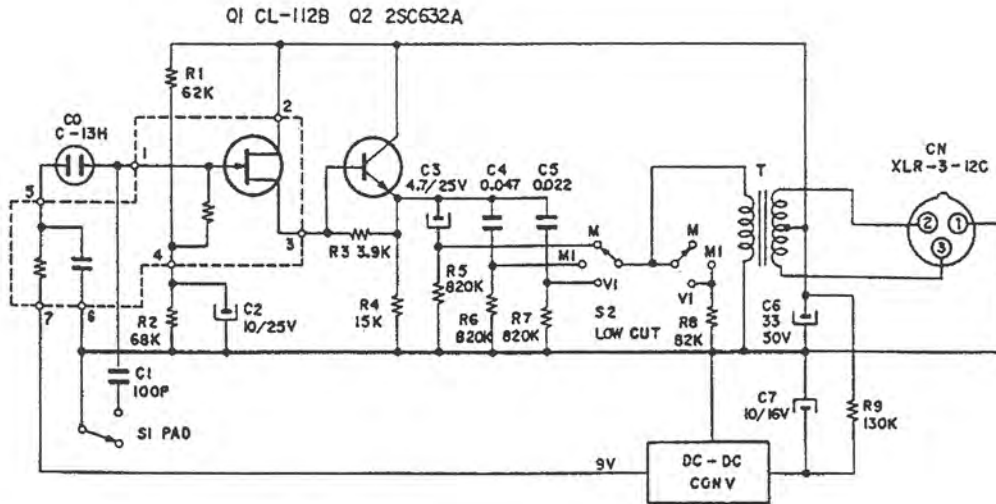 Q1 CL-112B Q2 2SC632A
R1
62K
2
CO
C-13H
1
CN
XLR-3-12C
C3
4.7/25V
C4
0.047
C5
0.022
T
5
2
1
3
M
M
3
R3 3.9K
4
M1
M1
R5
820K
V1
V1
C2
10/25V
R4
15K
R6
820K
R7
820K
S2
LOW CUT
R8
82K
C6
33
30V
7
6
R2
68K
C1
100P
C7
10/16V
R9
130K
S1 PAD
9V
DC-DC
CONV